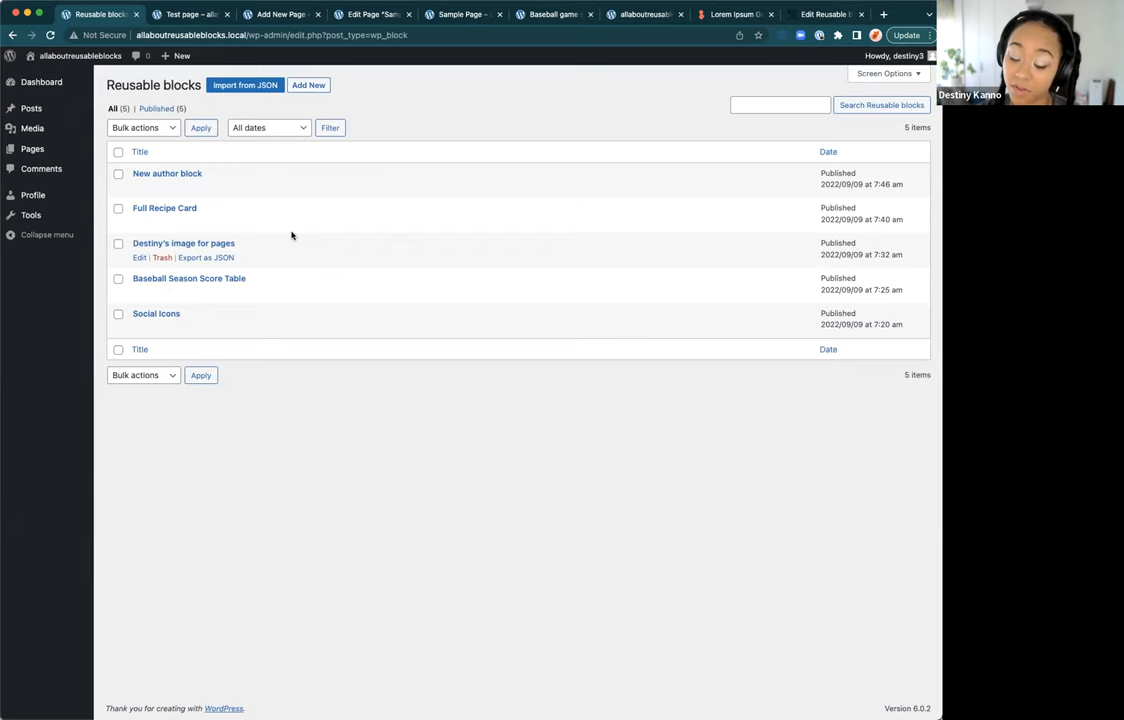 Reusable blocks
Test page – alla
Add New Page
Edit Page "Sam
Sample Page –
Baseball game
allaboutreusabl
Lorem Ipsum G
Edit Reusable b
Not Secure | allaboutreusableblocks.local/wp-admin/edit.php?post_type=wp_block
Update
allaboutreusableblocks
0
New
Howdy, destiny3
Dashboard
Posts
Media
Pages
Comments
Profile
Tools
Collapse menu
Screen Options
Reusable blocks
Import from JSON
Add New
All (5) | Published (5)
Search Reusable blocks
Bulk actions
Apply
All dates
Filter
5 items
Title
Date
New author block
Published
2022/09/09 at 7:46 am
Full Recipe Card
Published
2022/09/09 at 7:40 am
Destiny's image for pages
Edit | Trash | Export as JSON
Published
2022/09/09 at 7:32 am
Baseball Season Score Table
Published
2022/09/09 at 7:25 am
Social Icons
Published
2022/09/09 at 7:20 am
Title
Date
Bulk actions
Apply
5 items
Thank you for creating with WordPress.
Version 6.0.2
Destiny Kanno